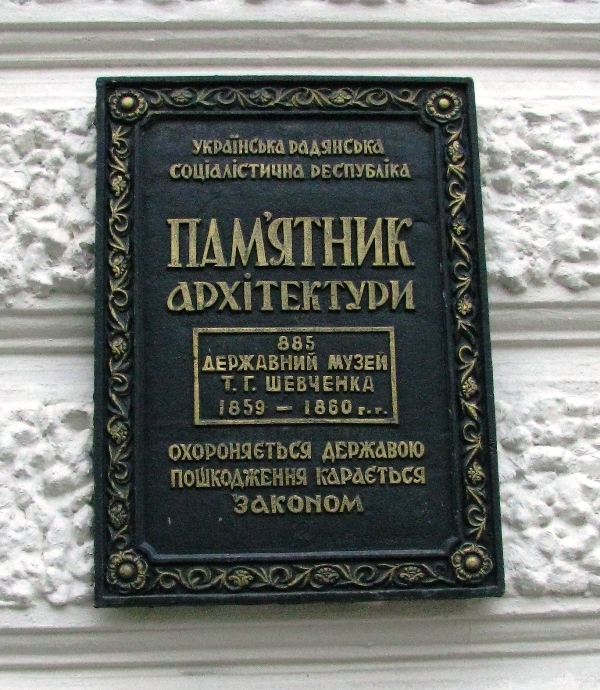 УКРАЇНСЬКА РАДЯНСЬКА
СОЦІАЛІСТИЧНА РЕСПУБЛІКА
ПАМ'ЯТНИК
АРХІТЕКТУРИ
885
ДЕРЖАВНИЙ МУЗЕЙ
Т. Г. ШЕВЧЕНКА
1859 — 1860 г.г.
ОХОРОНЯЄТЬСЯ ДЕРЖАВОЮ
ПОШКОДЖЕННЯ КАРАЄТЬСЯ
ЗАКОНОМ